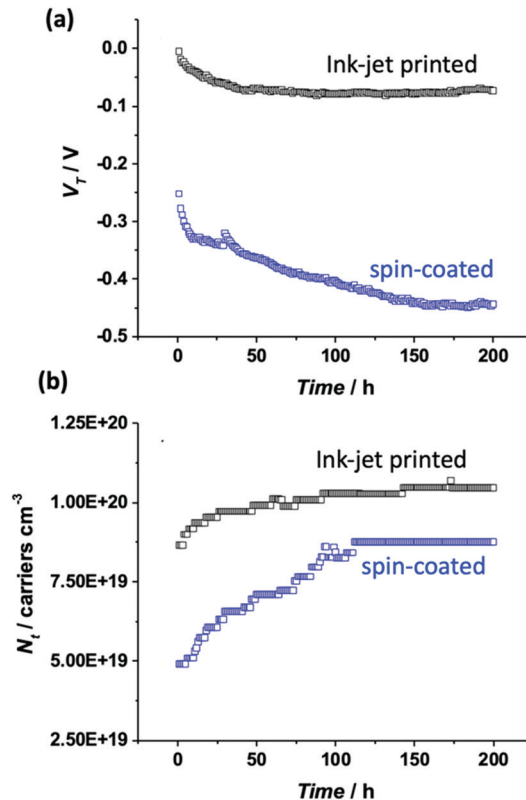 (a)
0.0
Ink-jet printed
-0.1
-0.2
V_T / V
-0.3
-0.4
spin-coated
-0.5
0 50 100 150 200
Time / h
(b)
1.25E+20
Ink-jet printed
1.00E+20
N_t / carriers cm⁻³
7.50E+19
spin-coated
5.00E+19
2.50E+19
0 50 100 150 200
Time / h